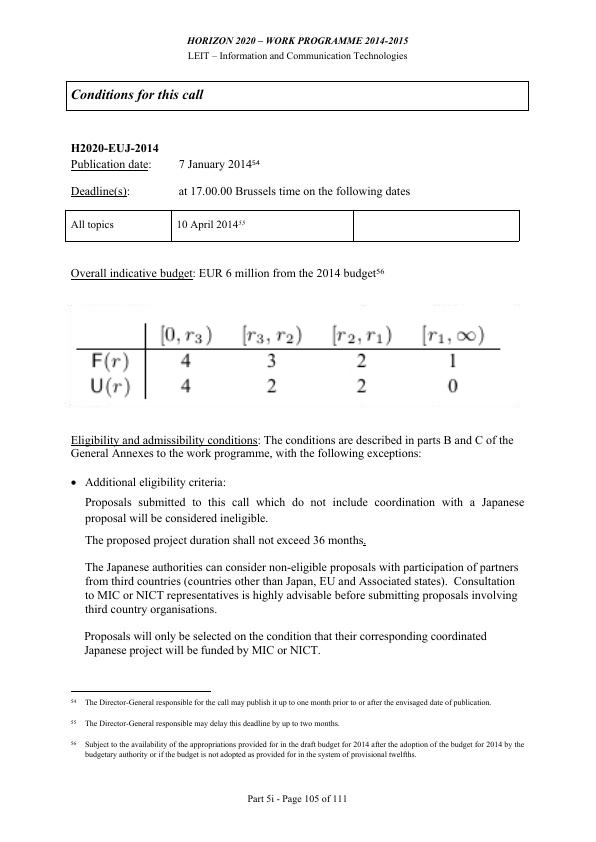 HORIZON 2020 – WORK PROGRAMME 2014-2015
LEIT – Information and Communication Technologies
Conditions for this call
H2020-EUJ-2014
Publication date: 7 January 2014⁵⁴
Deadline(s): at 17.00.00 Brussels time on the following dates
All topics 10 April 2014⁵⁵
Overall indicative budget: EUR 6 million from the 2014 budget⁵⁶
[0, r₃) [r₃, r₂) [r₂, r₁) [r₁, ∞)
F(r) 4 3 2 1
U(r) 4 2 2 0
Eligibility and admissibility conditions: The conditions are described in parts B and C of the
General Annexes to the work programme, with the following exceptions:
• Additional eligibility criteria:
Proposals submitted to this call which do not include coordination with a Japanese
proposal will be considered ineligible.
The proposed project duration shall not exceed 36 months.
The Japanese authorities can consider non-eligible proposals with participation of partners
from third countries (countries other than Japan, EU and Associated states). Consultation
to MIC or NICT representatives is highly advisable before submitting proposals involving
third country organisations.
Proposals will only be selected on the condition that their corresponding coordinated
Japanese project will be funded by MIC or NICT.
⁵⁴ The Director-General responsible for the call may publish it up to one month prior to or after the envisaged date of publication.
⁵⁵ The Director-General responsible may delay this deadline by up to two months.
⁵⁶ Subject to the availability of the appropriations provided for in the draft budget for 2014 after the adoption of the budget for 2014 by the
budgetary authority or if the budget is not adopted as provided for in the system of provisional twelfths.
Part 5i - Page 105 of 111